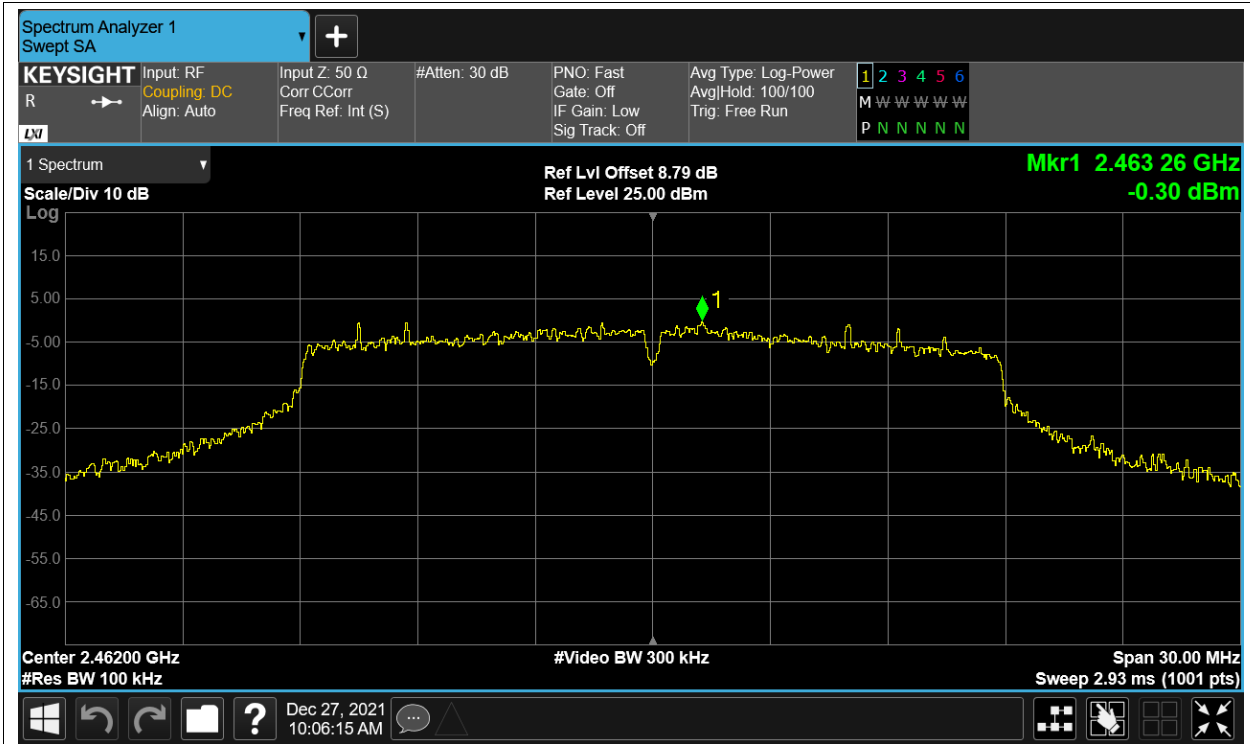 Spectrum Analyzer 1
Swept SA
KEYSIGHT
R
LXI
Input: RF
Coupling: DC
Align: Auto
Input Z: 50 Ω
Corr CCorr
Freq Ref: Int (S)
#Atten: 30 dB
PNO: Fast
Gate: Off
IF Gain: Low
Sig Track: Off
Avg Type: Log-Power
Avg|Hold: 100/100
Trig: Free Run
1 2 3 4 5 6
M W W W W W
P N N N N N
1 Spectrum
Scale/Div 10 dB
Ref Lvl Offset 8.79 dB
Ref Level 25.00 dBm
Mkr1 2.463 26 GHz
-0.30 dBm
Log
15.0
5.00
1
-5.00
-15.0
-25.0
-35.0
-45.0
-55.0
-65.0
Center 2.46200 GHz
#Video BW 300 kHz
Span 30.00 MHz
#Res BW 100 kHz
Sweep 2.93 ms (1001 pts)
?
Dec 27, 2021
10:06:15 AM